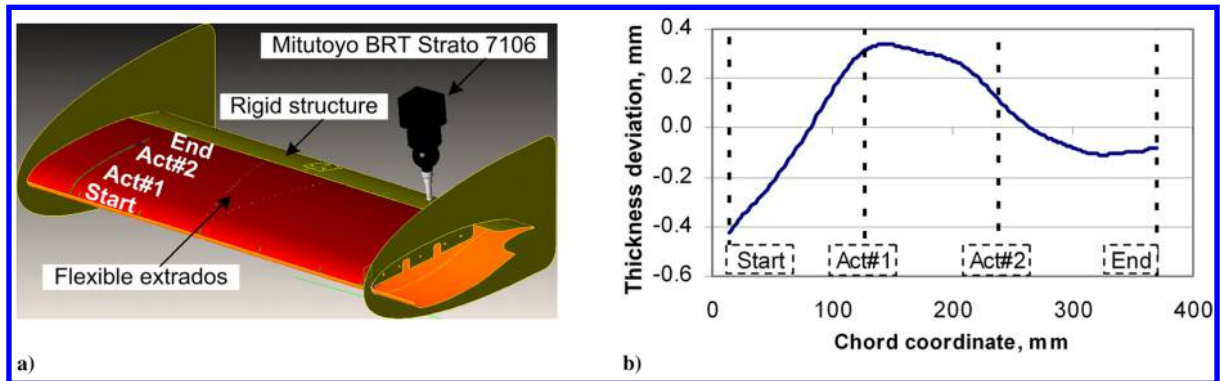 Mitutoyo BRT Strato 7106
Rigid structure
End
Act#2
Act#1
Start
Flexible extrados
a)
Thickness deviation, mm
0.4
0.2
0.0
-0.2
-0.4
-0.6
Start
Act#1
Act#2
End
0
100
200
300
400
Chord coordinate, mm
b)